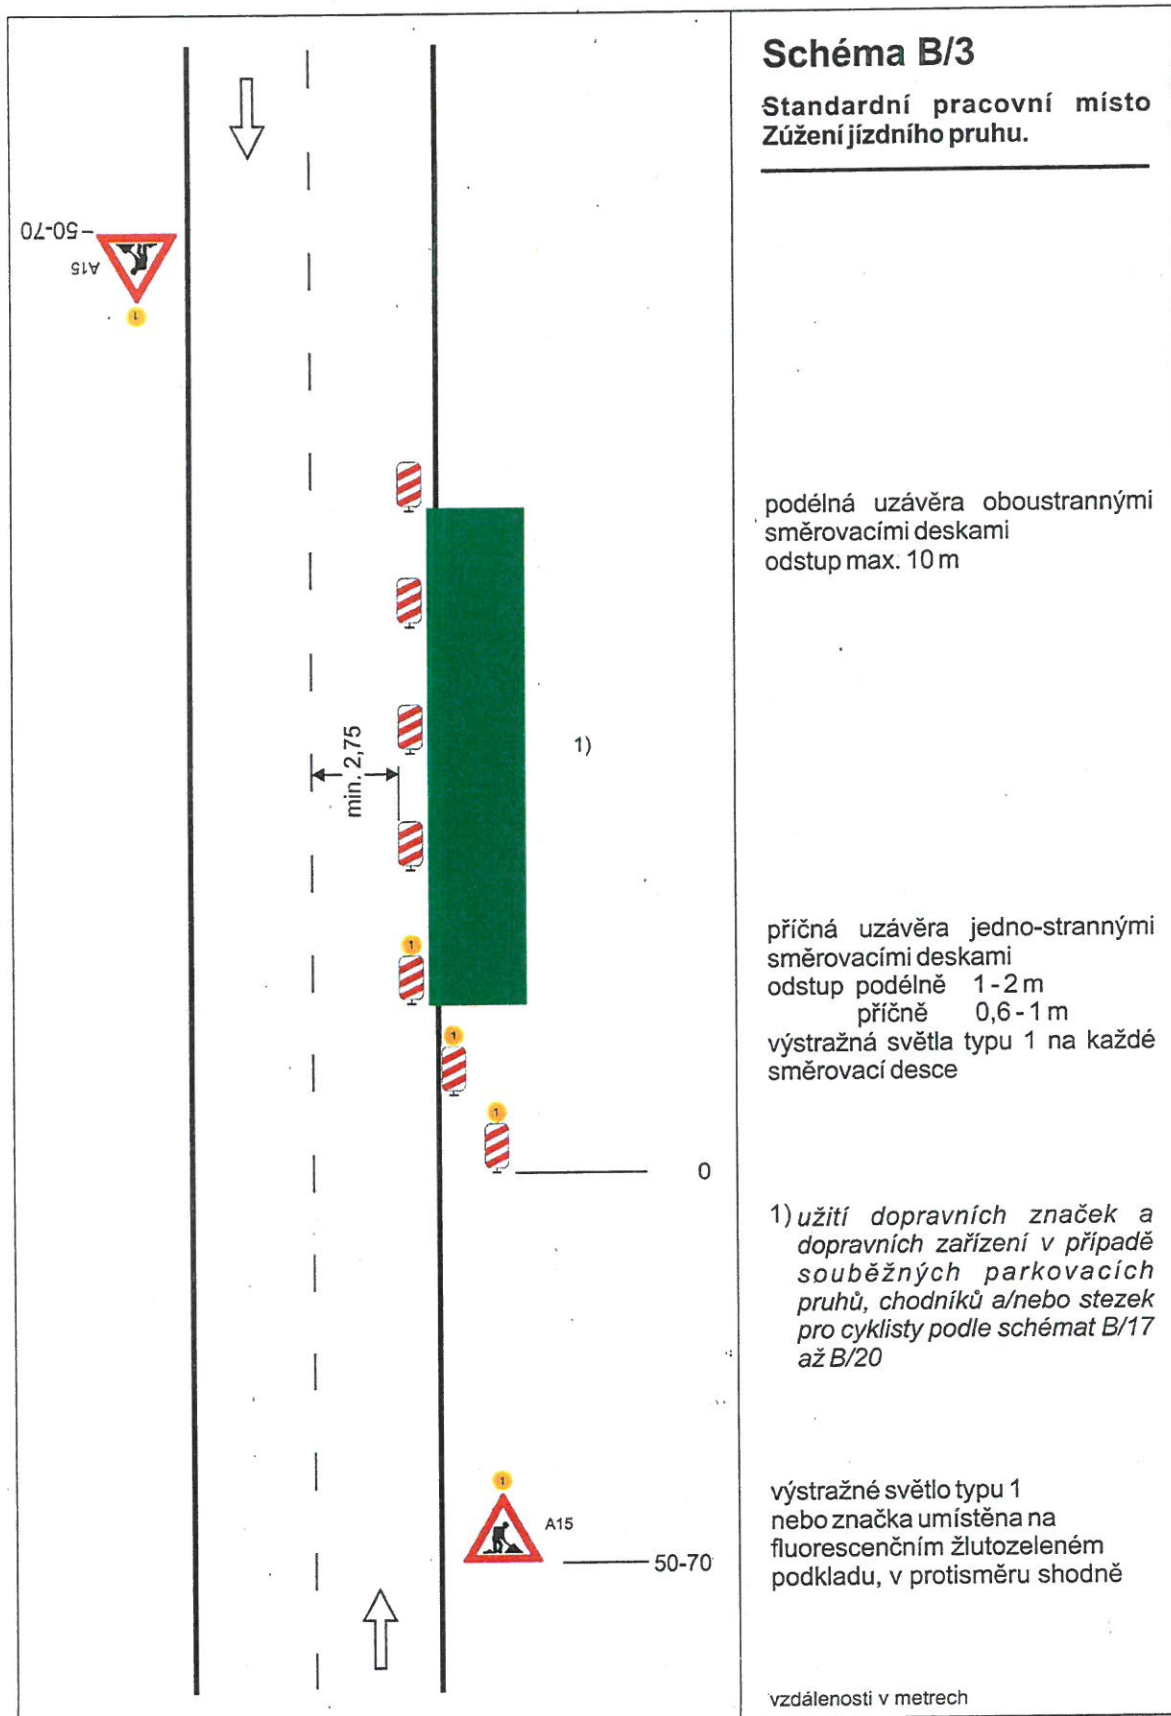 Schéma B/3
Standardní pracovní místo
Zúžení jízdního pruhu.
50-70
A15
1
podélná uzávěra oboustrannými
směrovacími deskami
odstup max. 10 m
1)
min. 2,75
příčná uzávěra jedno-strannými
směrovacími deskami
odstup podélně 1-2 m
příčně 0,6-1 m
výstražná světla typu 1 na každé
směrovací desce
1
1
1
0
1) užití dopravních značek a
dopravních zařízení v případě
souběžných parkovacích
pruhů, chodníků a/nebo stezek
pro cyklisty podle schémat B/17
až B/20
1
A15
50-70
výstražné světlo typu 1
nebo značka umístěna na
fluorescenčním žlutozeleném
podkladu, v protisměru shodně
vzdálenosti v metrech